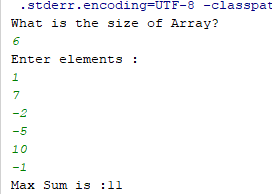 .stderr.encoding=UTF-8 -classpat
What is the size of Array?
6
Enter elements :
1
7
-2
-5
10
-1
Max Sum is :11